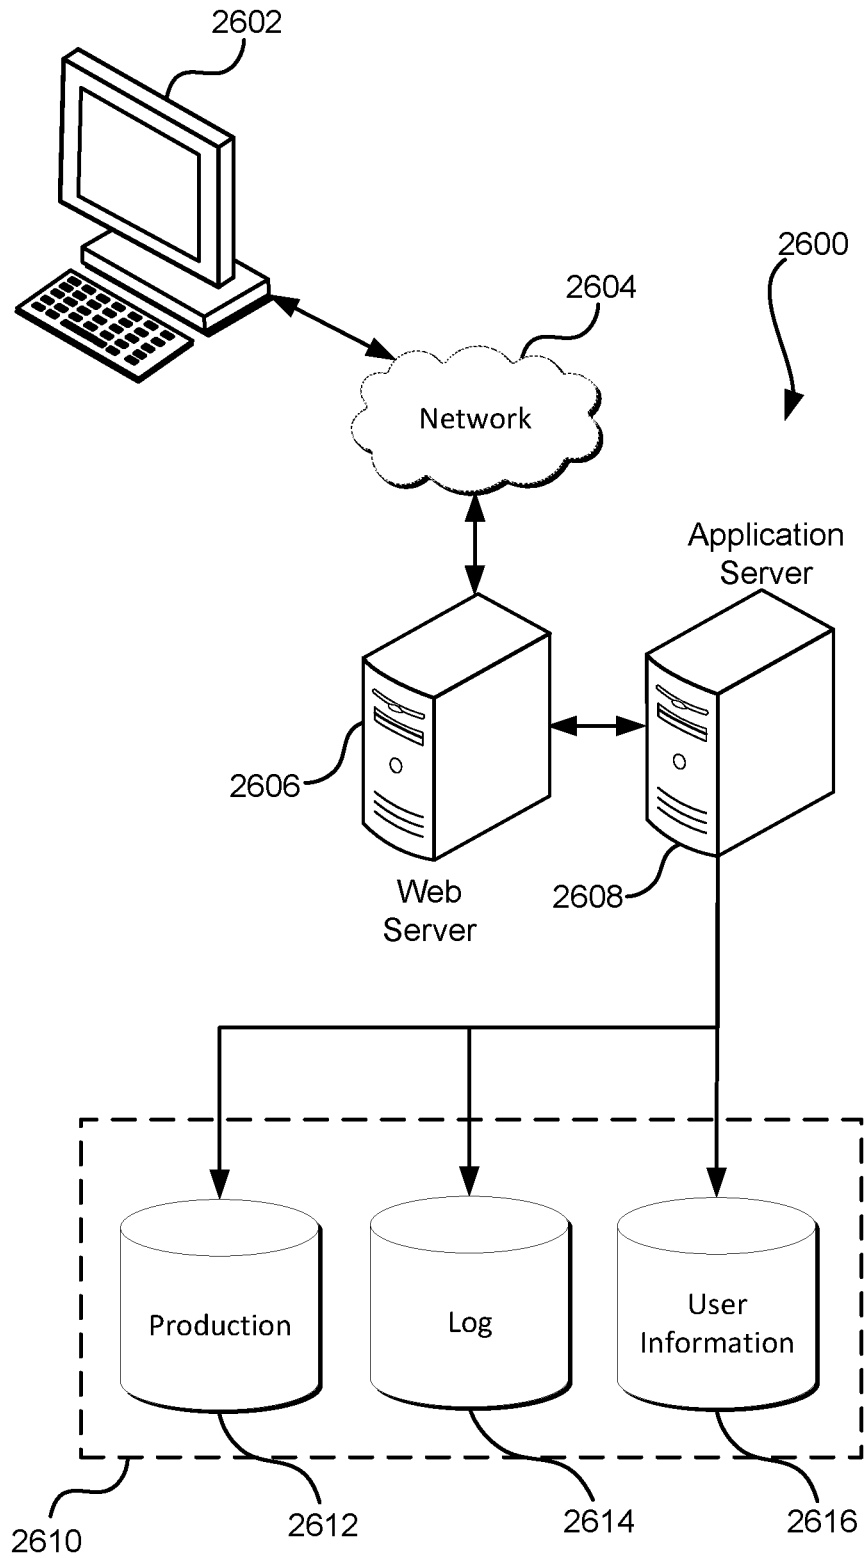 2602
2600
2604
Network
Application
Server
2606
2608
Web
Server
Production
Log
User
Information
2610
2612
2614
2616